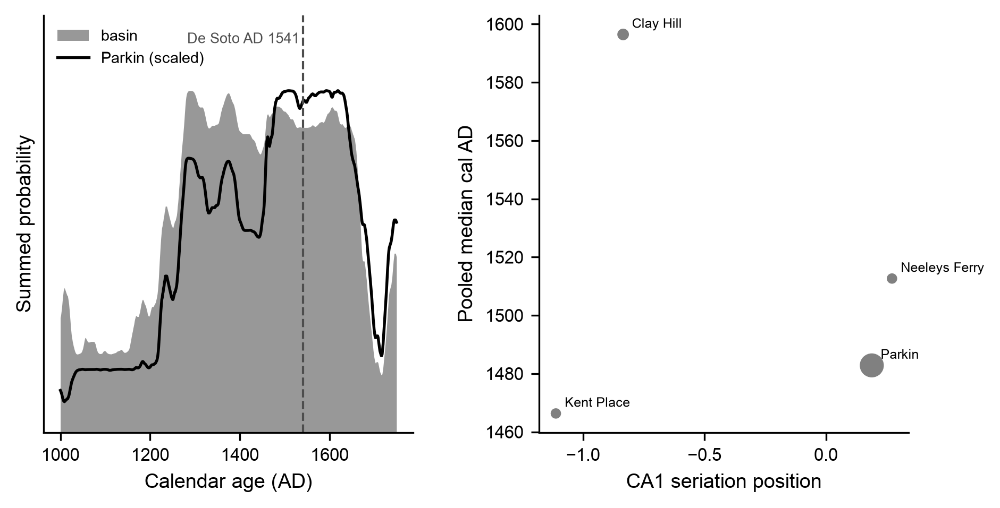 basin
Parkin (scaled)
De Soto AD 1541
Summed probability
1000 1200 1400 1600
Calendar age (AD)
1600
1580
1560
1540
1520
1500
1480
1460
Pooled median cal AD
Clay Hill
Neeleys Ferry
Parkin
Kent Place
−1.0 −0.5 0.0
CA1 seriation position